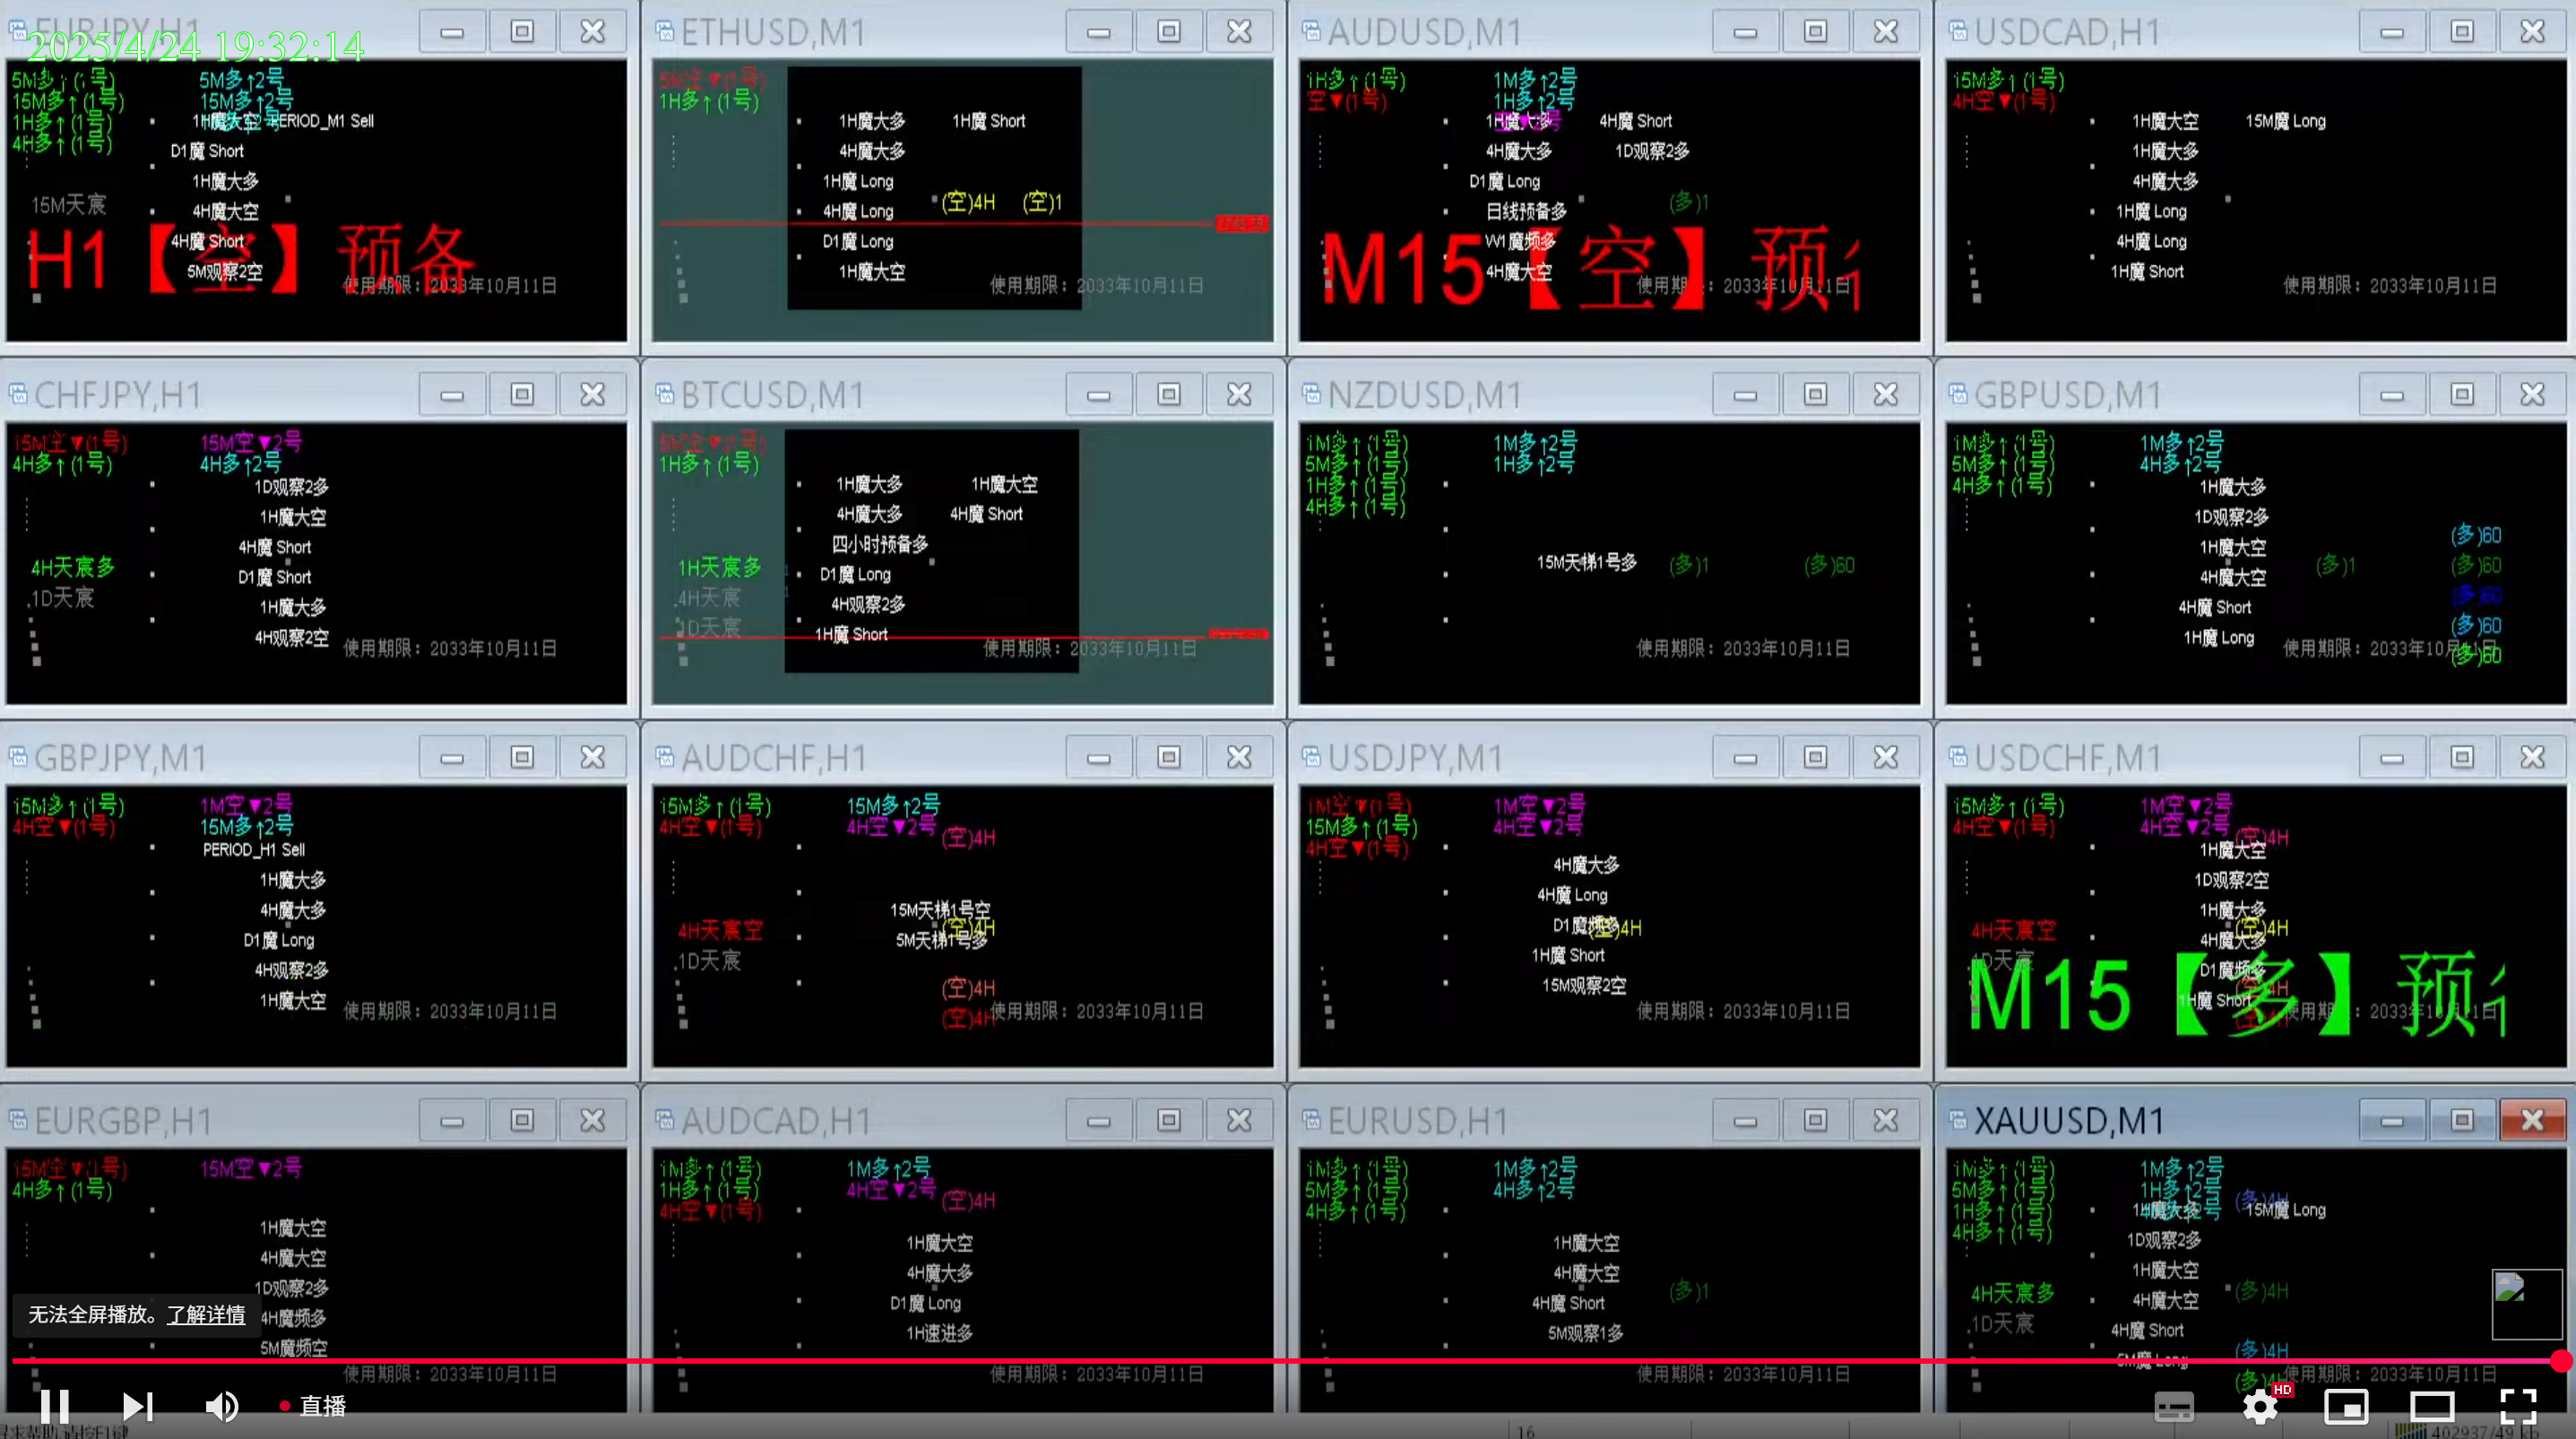 EURJPY,H1
2025/4/24 19:32:14
5M多↑(1号) 5M多↑2号
15M多↑(1号) 15M多↑2号
1H多↑(1号) 1H魔大空 PERIOD_M1 Sell
4H多↑(1号)
D1魔 Short
1H魔大多
15M天宸
4H魔大空
4H魔 Short
H1【空】预备
5M观察2空
使用期限：2033年10月11日
ETHUSD,M1
5M空▼(1号)
1H多↑(1号)
1H魔大多 1H魔 Short
4H魔大多
1H魔 Long
(空)4H (空)1
4H魔 Long
D1魔 Long
1H魔大空
使用期限：2033年10月11日
AUDUSD,M1
1H多↑(1号) 1M多↑2号
空▼(1号) 1H多↑2号
1H魔大多 4H魔 Short
4H魔大多 1D观察2多
D1魔 Long
日线预备多 (多)1
W1魔频多
M15【空】预
4H魔大空
使用期限：2033年10月11日
USDCAD,H1
15M多↑(1号)
4H空▼(1号)
1H魔大空 15M魔 Long
1H魔大多
4H魔大多
1H魔 Long
4H魔 Long
1H魔 Short
使用期限：2033年10月11日
CHFJPY,H1
15M空▼(1号) 15M空▼2号
4H多↑(1号) 4H多↑2号
1D观察2多
1H魔大空
4H魔 Short
4H天宸多
D1魔 Short
1D天宸
1H魔大多
4H观察2空
使用期限：2033年10月11日
BTCUSD,M1
5M空▼(1号)
1H多↑(1号)
1H魔大多 1H魔大空
4H魔大多 4H魔 Short
四小时预备多
1H天宸多
D1魔 Long
4H天宸
4H观察2多
1D天宸
1H魔 Short
使用期限：2033年10月11日
NZDUSD,M1
1M多↑(1号) 1M多↑2号
5M多↑(1号) 1H多↑2号
1H多↑(1号)
4H多↑(1号)
15M天梯1号多 (多)1 (多)60
使用期限：2033年10月11日
GBPUSD,M1
1M多↑(1号) 1M多↑2号
5M多↑(1号) 4H多↑2号
4H多↑(1号)
1H魔大多
1D观察2多
(多)60
1H魔大空
(多)1 (多)60
4H魔大空
(多)60
4H魔 Short
(多)60
1H魔 Long
(多)60
使用期限：2033年10月11日
GBPJPY,M1
15M多↑(1号) 1M空▼2号
4H空▼(1号) 15M多↑2号
PERIOD_H1 Sell
1H魔大多
4H魔大多
D1魔 Long
4H观察2多
1H魔大空
使用期限：2033年10月11日
AUDCHF,H1
15M多↑(1号) 15M多↑2号
4H空▼(1号) 4H空▼2号
(空)4H
15M天梯1号空
4H天宸空 (空)4H
5M天梯1号多
1D天宸
(空)4H
(空)4H
使用期限：2033年10月11日
USDJPY,M1
1M空▼(1号) 1M空▼2号
15M多↑(1号) 4H空▼2号
4H空▼(1号)
4H魔大多
4H魔 Long
D1魔频多 (空)4H
1H魔 Short
15M观察2空
使用期限：2033年10月11日
USDCHF,M1
15M多↑(1号) 1M空▼2号
4H空▼(1号) 4H空▼2号
(空)4H
1H魔大空
1D观察2空
1H魔大多
4H天宸空 (空)4H
4H魔大多
1D天宸
D1魔频多
(空)4H
1H魔 Short
M15【多】预
(空)4H
使用期限：2033年10月11日
EURGBP,H1
15M空▼(1号) 15M空▼2号
4H多↑(1号)
1H魔大空
4H魔大空
1D观察2多
4H魔频多
5M魔频空
使用期限：2033年10月11日
AUDCAD,H1
1M多↑(1号) 1M多↑2号
1H多↑(1号) 4H空▼2号
4H空▼(1号) (空)4H
1H魔大空
4H魔大多
D1魔 Long
1H速进多
使用期限：2033年10月11日
EURUSD,H1
1M多↑(1号) 1M多↑2号
5M多↑(1号) 4H多↑2号
4H多↑(1号)
1H魔大空
4H魔大空
(多)1
4H魔 Short
5M观察1多
使用期限：2033年10月11日
XAUUSD,M1
1M多↑(1号) 1M多↑2号
5M多↑(1号) 1H多↑2号
1H多↑(1号) (多)4H
4H多↑(1号)
1H魔大多 15M魔 Long
1D观察2多
1H魔大空
4H天宸多 (多)4H
4H魔大空
1D天宸
4H魔 Short
(多)4H
5M魔 Long
使用期限：2033年10月11日
无法全屏播放。了解详情
直播
HD
16
402937/49 kb